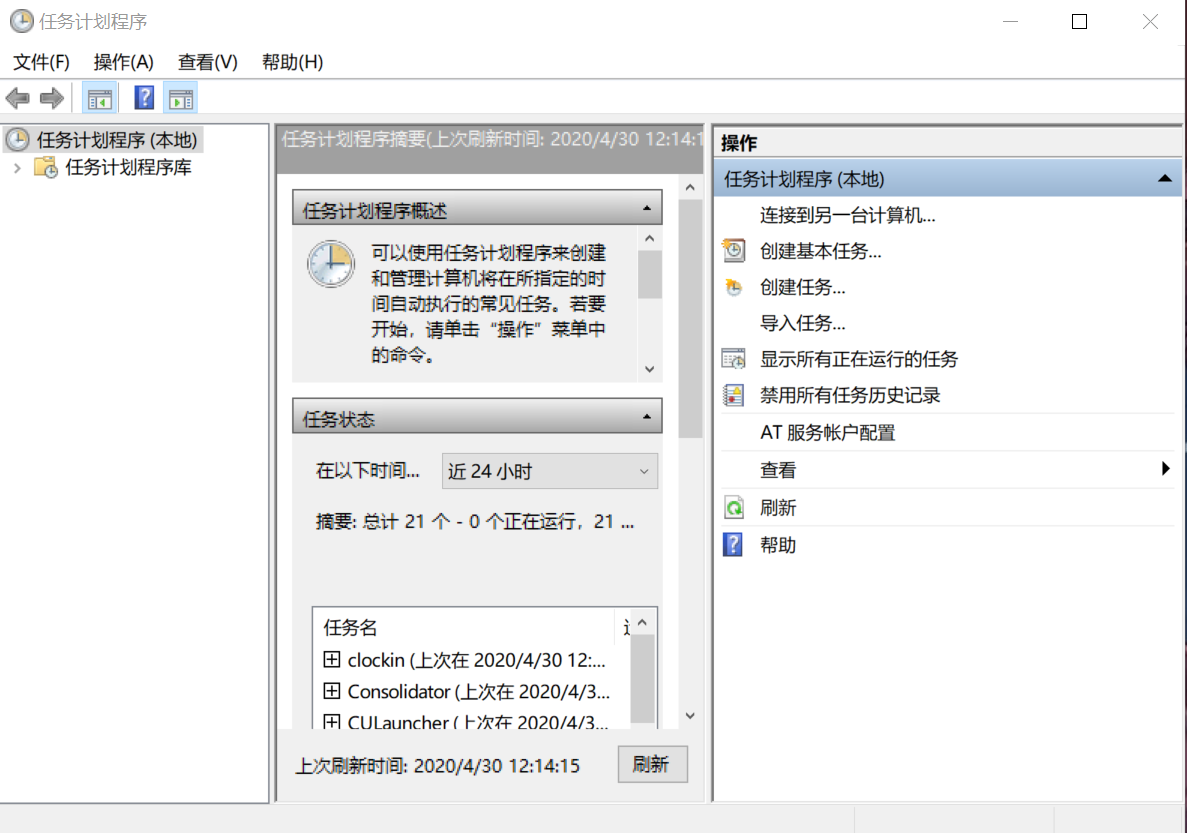 任务计划程序
文件(F) 操作(A) 查看(V) 帮助(H)
任务计划程序 (本地)
任务计划程序库
任务计划程序摘要(上次刷新时间: 2020/4/30 12:14:1
任务计划程序概述
可以使用任务计划程序来创建
和管理计算机将在所指定的时
间自动执行的常见任务。若要
开始，请单击“操作”菜单中
的命令。
任务状态
在以下时间... 近 24 小时
摘要: 总计 21 个 - 0 个正在运行，21 ...
任务名
clockin (上次在 2020/4/30 12:...
Consolidator (上次在 2020/4/3...
CULauncher (上次在 2020/4/3...
上次刷新时间: 2020/4/30 12:14:15 刷新
操作
任务计划程序 (本地)
连接到另一台计算机...
创建基本任务...
创建任务...
导入任务...
显示所有正在运行的任务
禁用所有任务历史记录
AT 服务帐户配置
查看
刷新
帮助